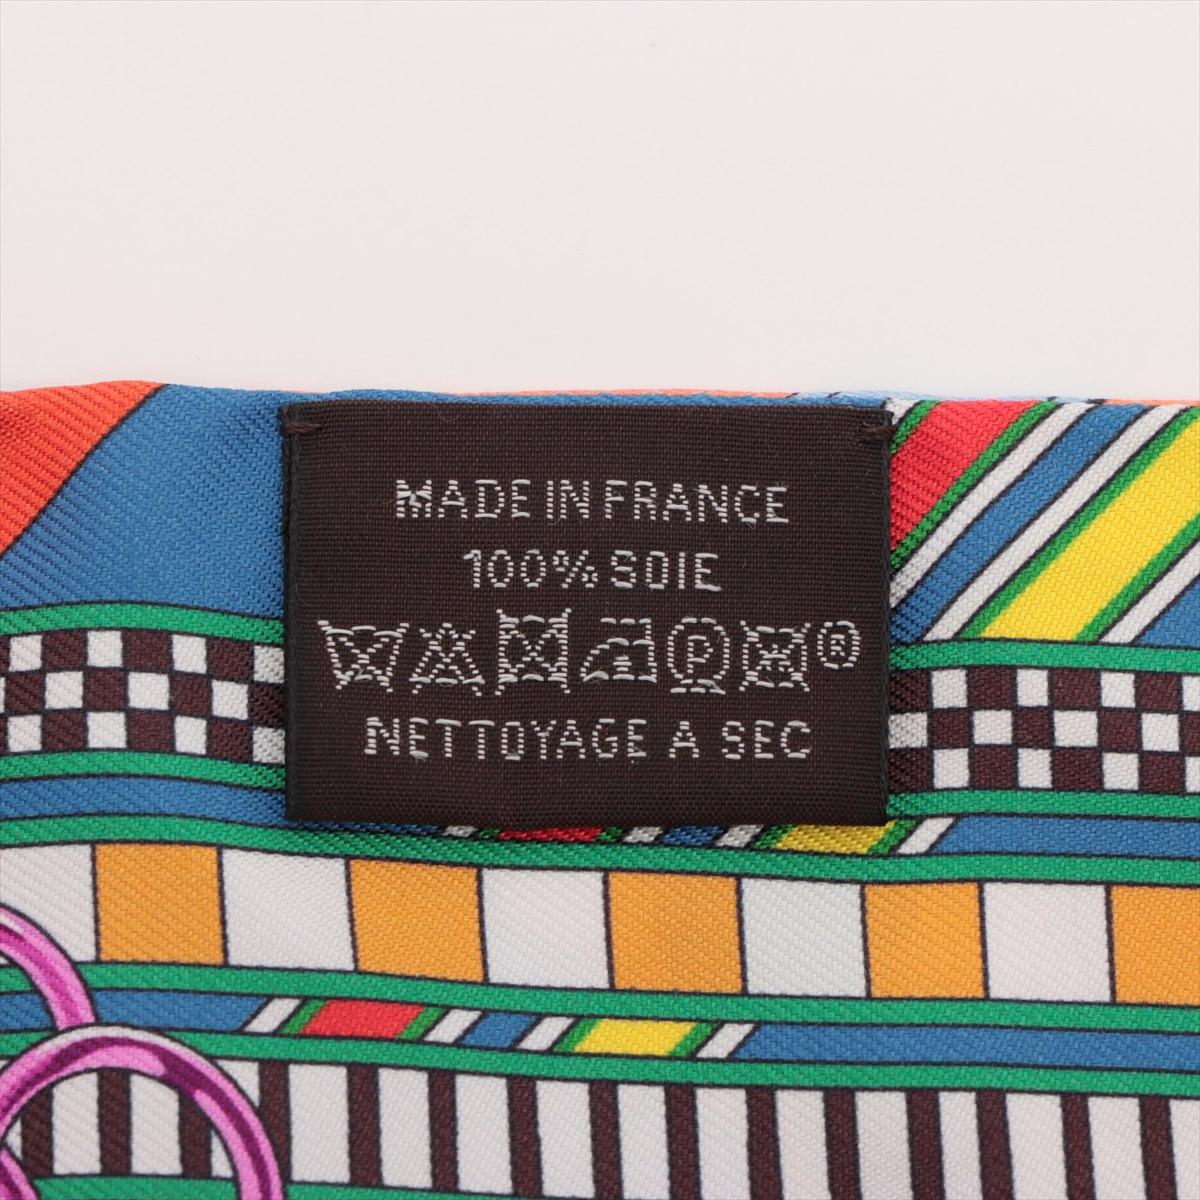 MADE IN FRANCE
100% SOIE
P ®
NETTOYAGE A SEC